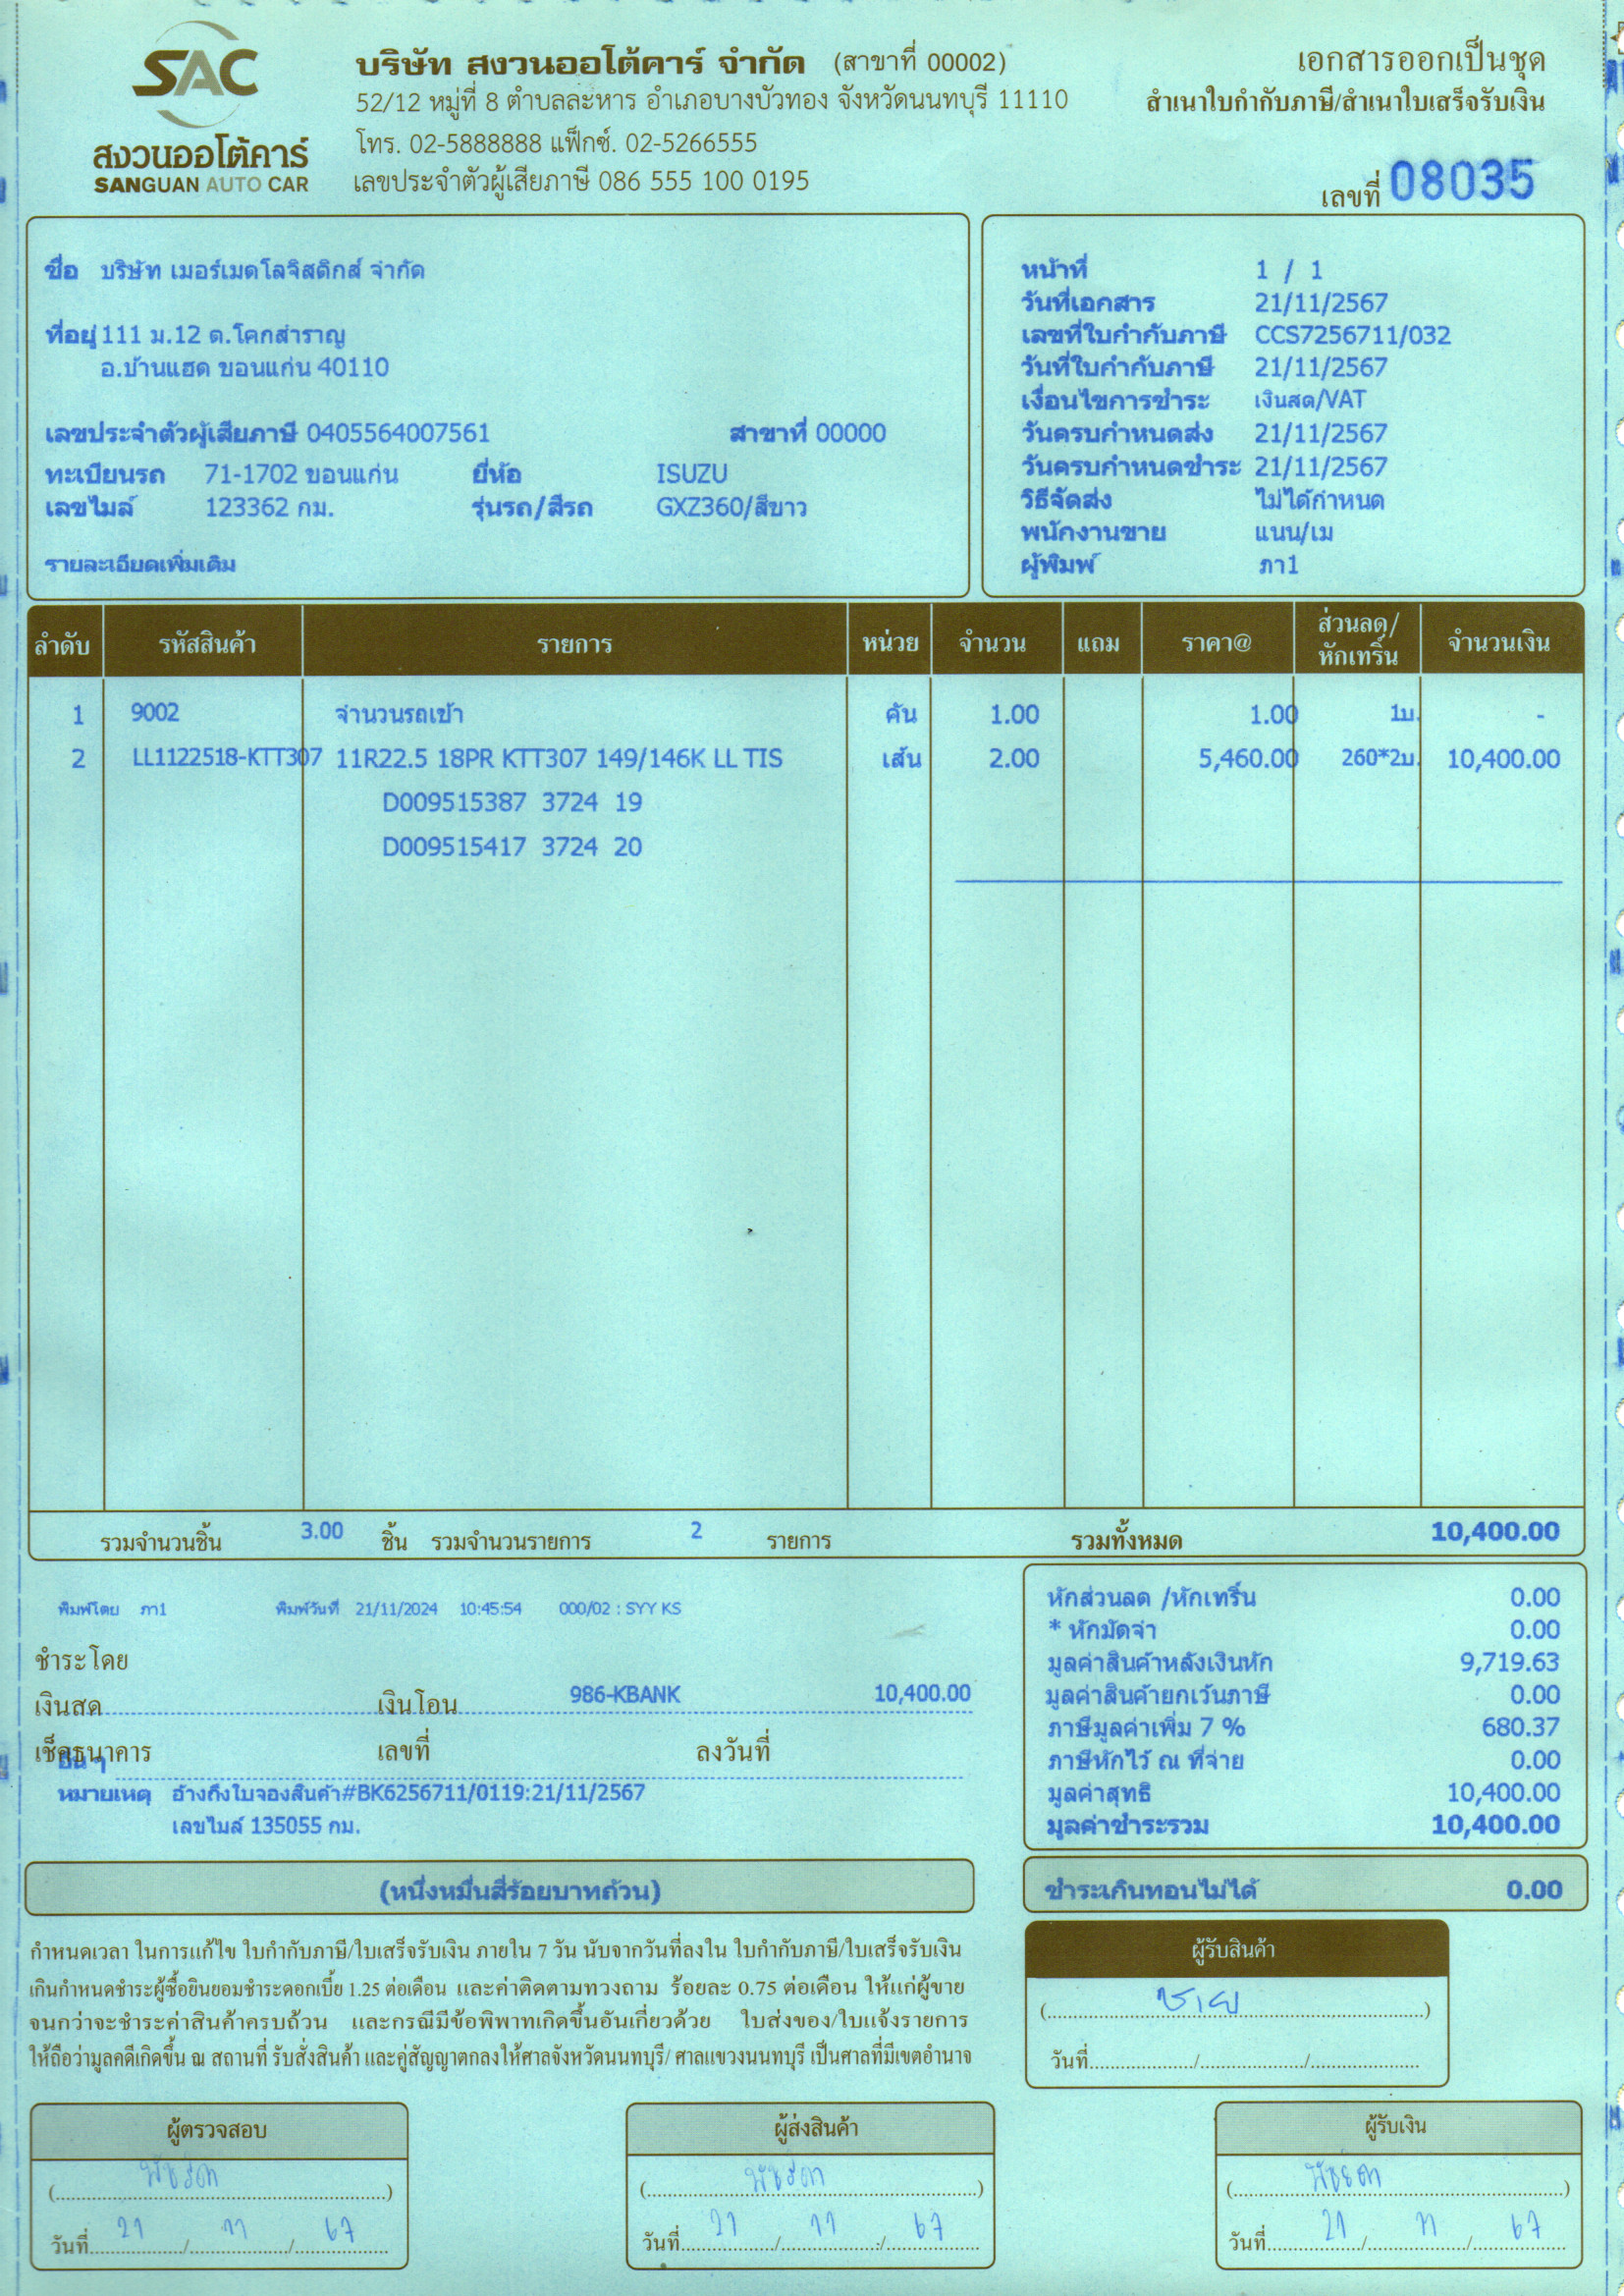 SAC
สงวนออโต้คาร์
SANGUAN AUTO CAR
บริษัท สงวนออโต้คาร์ จำกัด (สาขาที่ 00002)
52/12 หมู่ที่ 8 ตำบลละหาร อำเภอบางบัวทอง จังหวัดนนทบุรี 11110
โทร. 02-5888888 แฟ็กซ์. 02-5266555
เลขประจำตัวผู้เสียภาษี 086 555 100 0195
เอกสารออกเป็นชุด
สำเนาใบกำกับภาษี/สำเนาใบเสร็จรับเงิน
เลขที่ 08035
ชื่อ บริษัท เมอร์เมดโลจิสติกส์ จำกัด
ที่อยู่ 111 ม.12 ต.โคกสำราญ
อ.บ้านแฮด ขอนแก่น 40110
เลขประจำตัวผู้เสียภาษี 0405564007561 สาขาที่ 00000
ทะเบียนรถ 71-1702 ขอนแก่น ยี่ห้อ ISUZU
เลขไมล์ 123362 กม. รุ่นรถ/สีรถ GXZ360/สีขาว
รายละเอียดเพิ่มเติม
หน้าที่ 1 / 1
วันที่เอกสาร 21/11/2567
เลขที่ใบกำกับภาษี CCS7256711/032
วันที่ใบกำกับภาษี 21/11/2567
เงื่อนไขการชำระ เงินสด/VAT
วันครบกำหนดส่ง 21/11/2567
วันครบกำหนดชำระ 21/11/2567
วิธีจัดส่ง ไม่ได้กำหนด
พนักงานขาย แนน/เม
ผู้พิมพ์ ภา1
ลำดับ รหัสสินค้า รายการ หน่วย จำนวน แถม ราคา@ ส่วนลด/หักเทริ์น จำนวนเงิน
1 9002 จำนวนรถเข้า คัน 1.00 1.00 1บ. -
2 LL1122518-KTT307 11R22.5 18PR KTT307 149/146K LL TIS เส้น 2.00 5,460.00 260*2บ. 10,400.00
D009515387 3724 19
D009515417 3724 20
รวมจำนวนชิ้น 3.00 ชิ้น รวมจำนวนรายการ 2 รายการ รวมทั้งหมด 10,400.00
พิมพ์โดย ภา1 พิมพ์วันที่ 21/11/2024 10:45:54 000/02 : SYY KS
ชำระโดย
เงินสด เงินโอน 986-KBANK 10,400.00
เช็คธนาคาร เลขที่ ลงวันที่
อื่นๆ
หมายเหตุ อ้างถึงใบจองสินค้า#BK6256711/0119:21/11/2567
เลขไมล์ 135055 กม.
หักส่วนลด /หักเทริ์น 0.00
* หักมัดจำ 0.00
มูลค่าสินค้าหลังเงินหัก 9,719.63
มูลค่าสินค้ายกเว้นภาษี 0.00
ภาษีมูลค่าเพิ่ม 7 % 680.37
ภาษีหักไว้ ณ ที่จ่าย 0.00
มูลค่าสุทธิ 10,400.00
มูลค่าชำระรวม 10,400.00
(หนึ่งหมื่นสี่ร้อยบาทถ้วน)
ชำระเกินทอนไม่ได้ 0.00
กำหนดเวลา ในการแก้ไข ใบกำกับภาษี/ใบเสร็จรับเงิน ภายใน 7 วัน นับจากวันที่ลงใน ใบกำกับภาษี/ใบเสร็จรับเงิน
เกินกำหนดชำระผู้ซื้อยินยอมชำระดอกเบี้ย 1.25 ต่อเดือน และค่าติดตามทวงถาม ร้อยละ 0.75 ต่อเดือน ให้แก่ผู้ขาย
จนกว่าจะชำระค่าสินค้าครบถ้วน และกรณีมีข้อพิพาทเกิดขึ้นอันเกี่ยวด้วย ใบส่งของ/ใบแจ้งรายการ
ให้ถือว่ามูลคดีเกิดขึ้น ณ สถานที่ รับสั่งสินค้า และคู่สัญญาตกลงให้ศาลจังหวัดนนทบุรี/ ศาลแขวงนนทบุรี เป็นศาลที่มีเขตอำนาจ
ผู้รับสินค้า
(ชาย)
วันที่ / /
ผู้ตรวจสอบ
(พัชรีดา)
วันที่ 21 / 11 / 67
ผู้ส่งสินค้า
(พัชรีดา)
วันที่ 21 / 11 / 67
ผู้รับเงิน
(พัชรีดา)
วันที่ 21 / 11 / 67